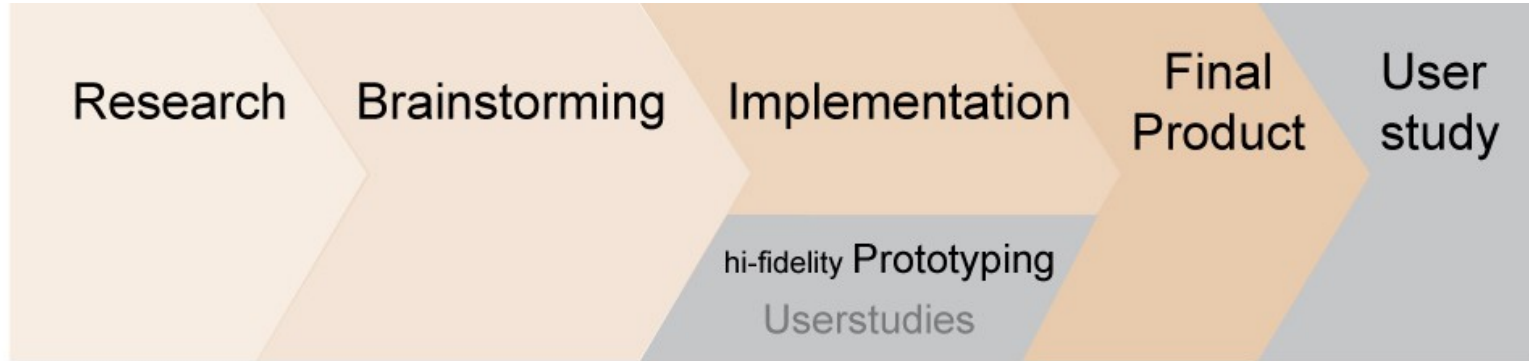 Research
Brainstorming
Implementation
hi-fidelity Prototyping
Userstudies
Final
Product
User
study